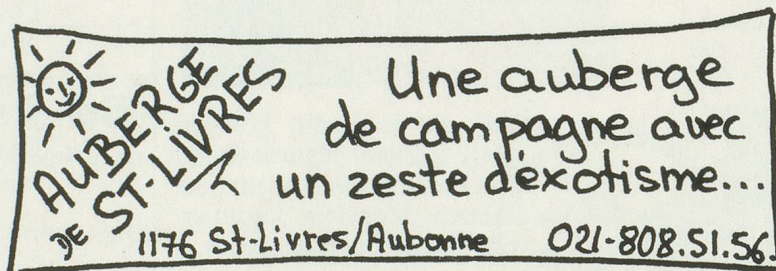 AUBERGE
DE ST-LIVRES
Une auberge
de campagne avec
un zeste d'éxotisme...
1176 St-Livres/Aubonne 021-808.51.56.